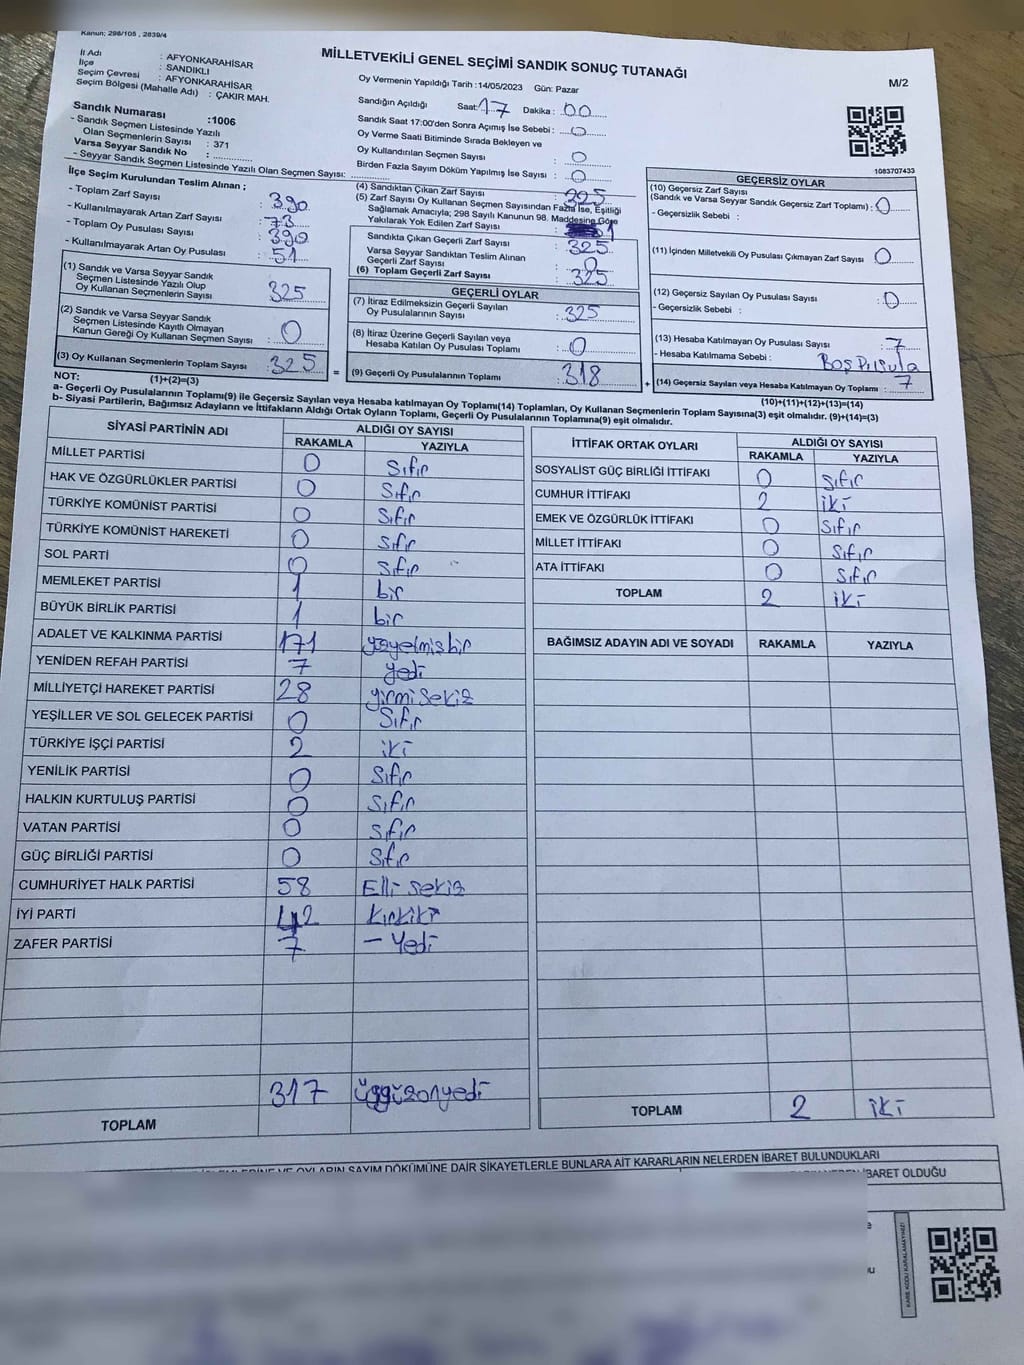 Kanun; 298/105 , 2839/4
MİLLETVEKİLİ GENEL SEÇİMİ SANDIK SONUÇ TUTANAĞI
M/2
İl Adı : AFYONKARAHİSAR
İlçe : SANDIKLI
Seçim Çevresi : AFYONKARAHİSAR
Seçim Bölgesi (Mahalle Adı) : ÇAKIR MAH.
Sandık Numarası :1006
- Sandık Seçmen Listesinde Yazılı
Olan Seçmenlerin Sayısı : 371
Varsa Seyyar Sandık No :
- Seyyar Sandık Seçmen Listesinde Yazılı Olan Seçmen Sayısı:
Oy Vermenin Yapıldığı Tarih :14/05/2023 Gün: Pazar
Sandığın Açıldığı Saat: 17 Dakika : 00
Sandık Saat 17:00'den Sonra Açımış İse Sebebi : 0
Oy Verme Saati Bitiminde Sırada Bekleyen ve
Oy Kullandırılan Seçmen Sayısı : 0
Birden Fazla Sayım Döküm Yapılmış İse Sayısı : 0
1083707433
İlçe Seçim Kurulundan Teslim Alınan ;
- Toplam Zarf Sayısı : 390
- Kullanılmayarak Artan Zarf Sayısı : 73
- Toplam Oy Pusulası Sayısı : 390
- Kullanılmayarak Artan Oy Pusulası : 51
(1) Sandık ve Varsa Seyyar Sandık
Seçmen Listesinde Yazılı Olup
Oy Kullanan Seçmenlerin Sayısı : 325
(2) Sandık ve Varsa Seyyar Sandık
Seçmen Listesinde Kayıtlı Olmayan
Kanun Gereği Oy Kullanan Seçmen Sayısı : 0
(3) Oy Kullanan Seçmenlerin Toplam Sayısı : 325
(1)+(2)=(3)
(4) Sandıktan Çıkan Zarf Sayısı : 325
(5) Zarf Sayısı Oy Kullanan Seçmen Sayısından Fazla İse, Eşitliği
Sağlamak Amacıyla; 298 Sayılı Kanunun 98. Maddesine Göre
Yakılarak Yok Edilen Zarf Sayısı :
Sandıkta Çıkan Geçerli Zarf Sayısı : 325
Varsa Seyyar Sandıktan Teslim Alınan
Geçerli Zarf Sayısı : 0
(6) Toplam Geçerli Zarf Sayısı : 325
GEÇERLİ OYLAR
(7) İtiraz Edilmeksizin Geçerli Sayılan
Oy Pusulalarının Sayısı : 325
(8) İtiraz Üzerine Geçerli Sayılan veya
Hesaba Katılan Oy Pusulası Toplamı : 0
= (9) Geçerli Oy Pusulalarının Toplamı : 318
GEÇERSİZ OYLAR
(10) Geçersiz Zarf Sayısı
(Sandık ve Varsa Seyyar Sandık Geçersiz Zarf Toplamı) : 0
- Geçersizlik Sebebi :
(11) İçinden Milletvekili Oy Pusulası Çıkmayan Zarf Sayısı : 0
(12) Geçersiz Sayılan Oy Pusulası Sayısı : 0
- Geçersizlik Sebebi :
(13) Hesaba Katılmayan Oy Pusulası Sayısı : 7
- Hesaba Katılmama Sebebi : Boş Pusula
+ (14) Geçersiz Sayılan veya Hesaba Katılmayan Oy Toplamı : 7
(10)+(11)+(12)+(13)=(14)
NOT:
a- Geçerli Oy Pusulalarının Toplamı(9) ile Geçersiz Sayılan veya Hesaba katılmayan Oy Toplamı(14) Toplamları, Oy Kullanan Seçmenlerin Toplam Sayısına(3) eşit olmalıdır. (9)+(14)=(3)
b- Siyasi Partilerin, Bağımsız Adayların ve İttifakların Aldığı Ortak Oyların Toplamı, Geçerli Oy Pusulalarının Toplamına(9) eşit olmalıdır.
SİYASİ PARTİNİN ADI
ALDIĞI OY SAYISI
RAKAMLA YAZIYLA
MİLLET PARTİSİ 0 Sıfır
HAK VE ÖZGÜRLÜKLER PARTİSİ 0 Sıfır
TÜRKİYE KOMÜNİST PARTİSİ 0 Sıfır
TÜRKİYE KOMÜNİST HAREKETİ 0 Sıfır
SOL PARTİ 0 Sıfır
MEMLEKET PARTİSİ 1 bir
BÜYÜK BİRLİK PARTİSİ 1 bir
ADALET VE KALKINMA PARTİSİ 171 yüzyetmişbir
YENİDEN REFAH PARTİSİ 7 yedi
MİLLİYETÇİ HAREKET PARTİSİ 28 yirmisekiz
YEŞİLLER VE SOL GELECEK PARTİSİ 0 Sıfır
TÜRKİYE İŞÇİ PARTİSİ 2 iki
YENİLİK PARTİSİ 0 Sıfır
HALKIN KURTULUŞ PARTİSİ 0 Sıfır
VATAN PARTİSİ 0 Sıfır
GÜÇ BİRLİĞİ PARTİSİ 0 Sıfır
CUMHURİYET HALK PARTİSİ 58 Elli sekiz
İYİ PARTİ 42 kırkiki
ZAFER PARTİSİ 7 – Yedi
317 üçyüzonyedi
TOPLAM
İTTİFAK ORTAK OYLARI
ALDIĞI OY SAYISI
RAKAMLA YAZIYLA
SOSYALİST GÜÇ BİRLİĞİ İTTİFAKI 0 Sıfır
CUMHUR İTTİFAKI 2 iki
EMEK VE ÖZGÜRLÜK İTTİFAKI 0 Sıfır
MİLLET İTTİFAKI 0 Sıfır
ATA İTTİFAKI 0 Sıfır
TOPLAM 2 iki
BAĞIMSIZ ADAYIN ADI VE SOYADI RAKAMLA YAZIYLA
TOPLAM 2 iki
OYLARIN SAYIM DÖKÜMÜNE DAİR ŞİKAYETLERLE BUNLARA AİT KARARLARIN NELERDEN İBARET BULUNDUKLARI
İBARET OLDUĞU
KARE KODU KARALAMAYINIZ!